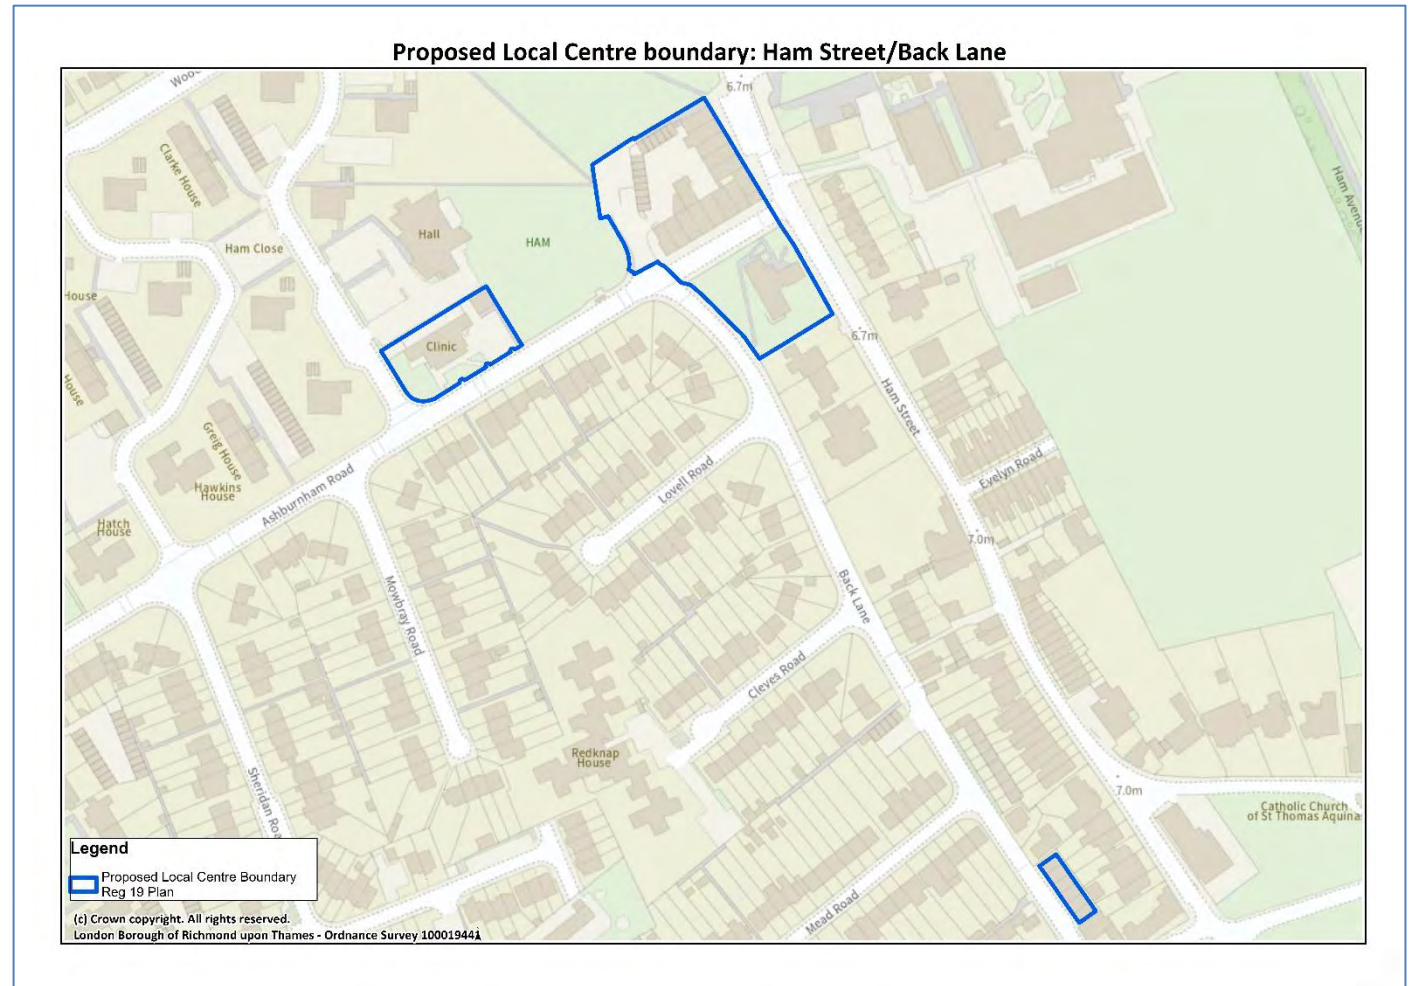 Proposed Local Centre boundary: Ham Street/Back Lane
6.7m
Clarke House
Ham Avenue
Hall
HAM
Ham Close
House
Clinic
6.7m
House
Ham Street
Greig House
Hawkins
House
Evelyn Road
Lovell Road
Ashburnham Road
Hatch
House
7.0m
Back Lane
Mowbray Road
Cleves Road
Redknap
House
Sheridan Roa
7.0m
Catholic Church
of St Thomas Aquina
Mead Road
Legend
Proposed Local Centre Boundary
Reg 19 Plan
(c) Crown copyright. All rights reserved.
London Borough of Richmond upon Thames - Ordnance Survey 100019441